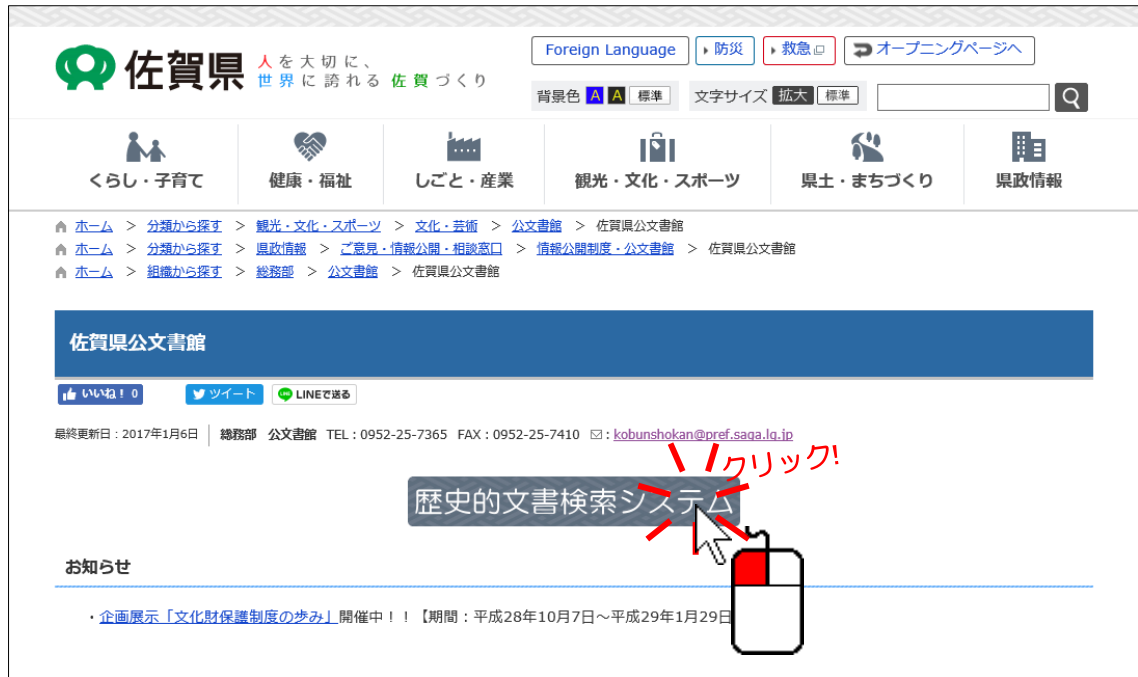 佐賀県 人を大切に、
世界に誇れる 佐賀づくり
Foreign Language 防災 救急 オープニングページへ
背景色 A A 標準 文字サイズ 拡大 標準
くらし・子育て 健康・福祉 しごと・産業 観光・文化・スポーツ 県土・まちづくり 県政情報
ホーム > 分類から探す > 観光・文化・スポーツ > 文化・芸術 > 公文書館 > 佐賀県公文書館
ホーム > 分類から探す > 県政情報 > ご意見・情報公開・相談窓口 > 情報公開制度・公文書館 > 佐賀県公文書館
ホーム > 組織から探す > 総務部 > 公文書館 > 佐賀県公文書館
佐賀県公文書館
いいね! 0 ツイート LINEで送る
最終更新日:2017年1月6日 総務部 公文書館 TEL:0952-25-7365 FAX:0952-25-7410 ✉:kobunshokan@pref.saga.lg.jp
クリック!
歴史的文書検索システム
お知らせ
・企画展示「文化財保護制度の歩み」開催中!!【期間:平成28年10月7日~平成29年1月29日